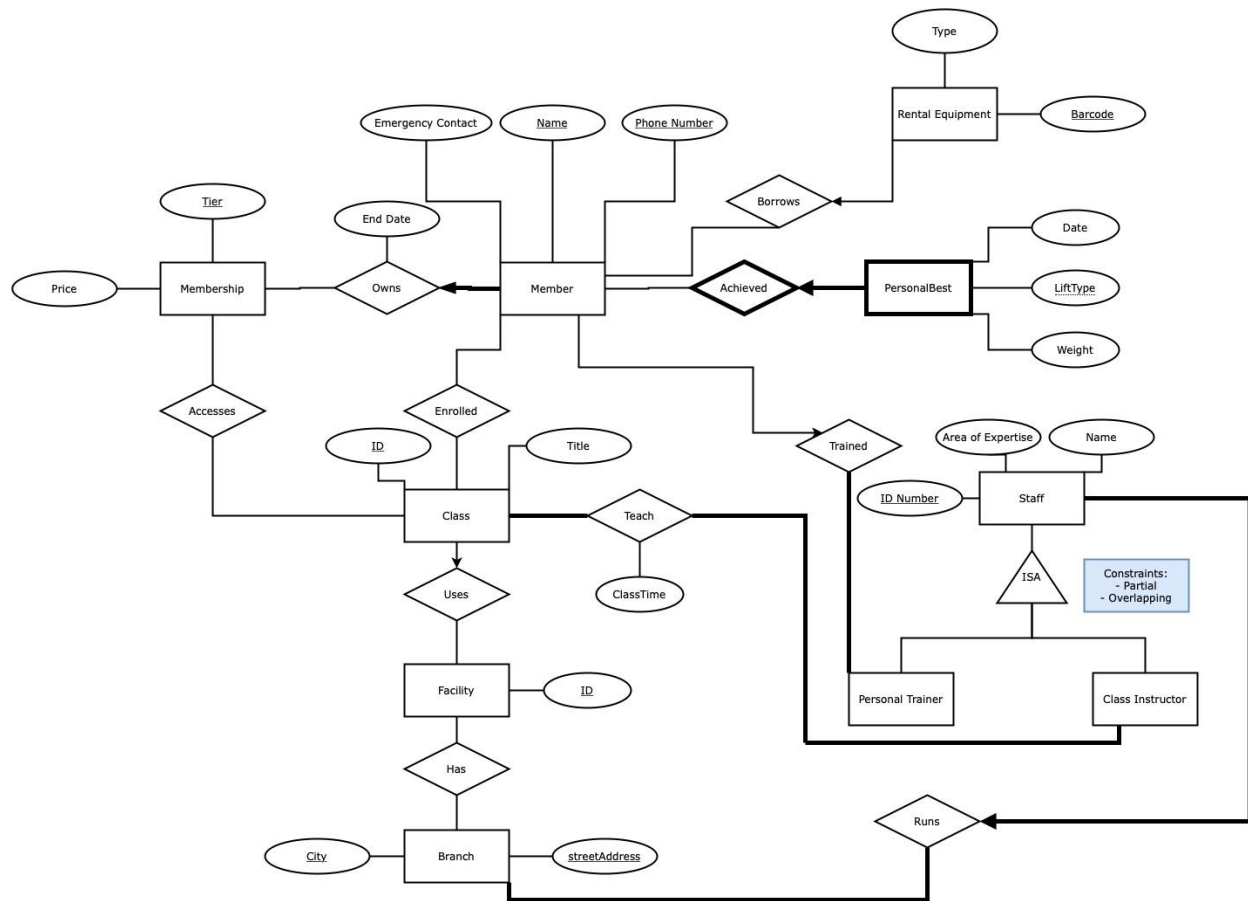 Type
Emergency Contact
Name
Phone Number
Rental Equipment
Barcode
Tier
Borrows
End Date
Date
Price
Membership
Owns
Member
Achieved
PersonalBest
LiftType
Weight
Accesses
Enrolled
ID
Title
Trained
Area of Expertise
Name
ID Number
Staff
Class
Teach
ISA
Constraints:
- Partial
- Overlapping
Uses
ClassTime
Facility
ID
Personal Trainer
Class Instructor
Has
Runs
City
Branch
streetAddress